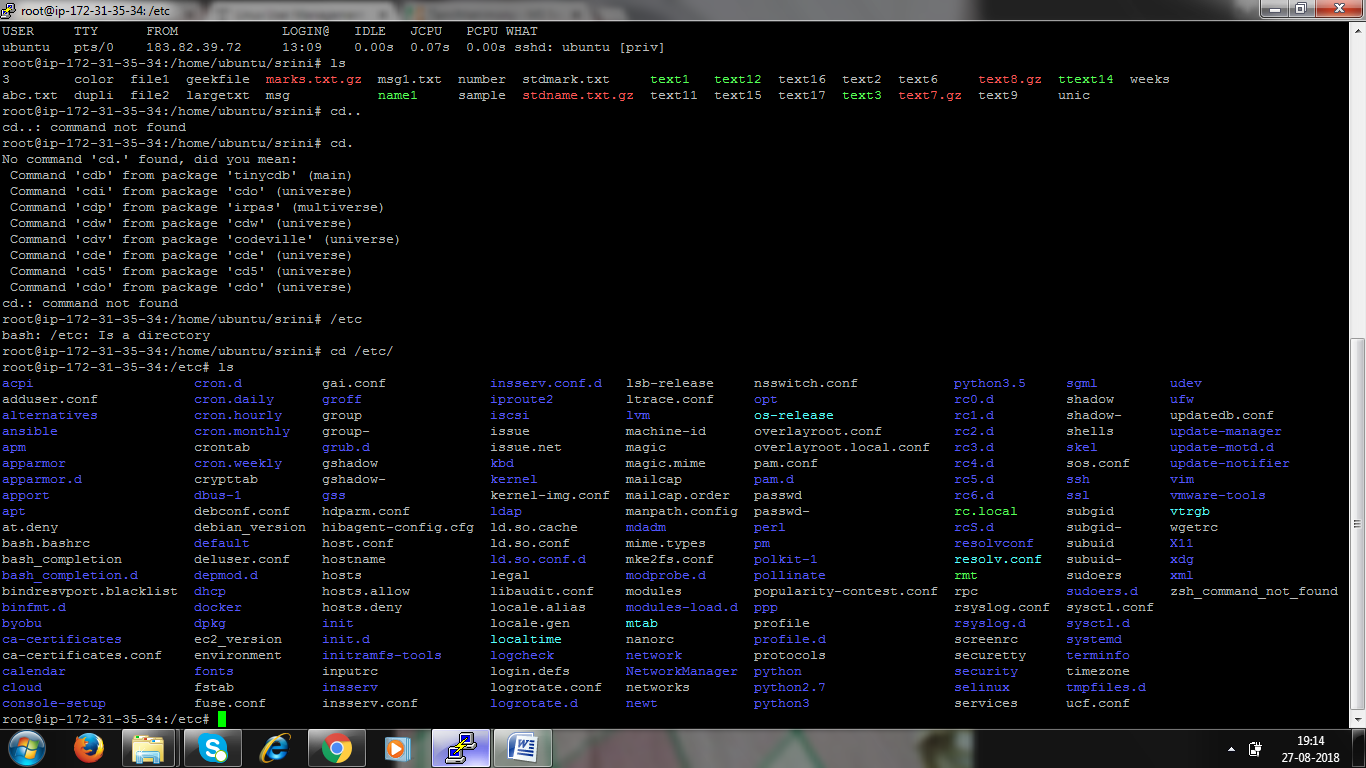 root@ip-172-31-35-34: /etc
USER     TTY      FROM             LOGIN@   IDLE   JCPU   PCPU WHAT
ubuntu   pts/0    183.82.39.72     13:09    0.00s  0.07s  0.00s sshd: ubuntu [priv]
root@ip-172-31-35-34:/home/ubuntu/srini# ls
3        color  file1  geekfile  marks.txt.gz  msg1.txt  number  stdmark.txt     text1   text12  text16  text2  text6     text8.gz  ttext14  weeks
abc.txt  dupli  file2  largetxt  msg           name1     sample  stdname.txt.gz  text11  text15  text17  text3  text7.gz  text9     unic
root@ip-172-31-35-34:/home/ubuntu/srini# cd..
cd..: command not found
root@ip-172-31-35-34:/home/ubuntu/srini# cd.
No command 'cd.' found, did you mean:
 Command 'cdb' from package 'tinycdb' (main)
 Command 'cdi' from package 'cdo' (universe)
 Command 'cdp' from package 'irpas' (multiverse)
 Command 'cdw' from package 'cdw' (universe)
 Command 'cdv' from package 'codeville' (universe)
 Command 'cde' from package 'cde' (universe)
 Command 'cd5' from package 'cd5' (universe)
 Command 'cdo' from package 'cdo' (universe)
cd.: command not found
root@ip-172-31-35-34:/home/ubuntu/srini# /etc
bash: /etc: Is a directory
root@ip-172-31-35-34:/home/ubuntu/srini# cd /etc/
root@ip-172-31-35-34:/etc# ls
acpi cron.d gai.conf insserv.conf.d lsb-release nsswitch.conf python3.5 sgml udev
adduser.conf cron.daily groff iproute2 ltrace.conf opt rc0.d shadow ufw
alternatives cron.hourly group iscsi lvm os-release rc1.d shadow- updatedb.conf
ansible cron.monthly group- issue machine-id overlayroot.conf rc2.d shells update-manager
apm crontab grub.d issue.net magic overlayroot.local.conf rc3.d skel update-motd.d
apparmor cron.weekly gshadow kbd magic.mime pam.conf rc4.d sos.conf update-notifier
apparmor.d crypttab gshadow- kernel mailcap pam.d rc5.d ssh vim
apport dbus-1 gss kernel-img.conf mailcap.order passwd rc6.d ssl vmware-tools
apt debconf.conf hdparm.conf ldap manpath.config passwd- rc.local subgid vtrgb
at.deny debian_version hibagent-config.cfg ld.so.cache mdadm perl rcS.d subgid- wgetrc
bash.bashrc default host.conf ld.so.conf mime.types pm resolvconf subuid X11
bash_completion deluser.conf hostname ld.so.conf.d mke2fs.conf polkit-1 resolv.conf subuid- xdg
bash_completion.d depmod.d hosts legal modprobe.d pollinate rmt sudoers xml
bindresvport.blacklist dhcp hosts.allow libaudit.conf modules popularity-contest.conf rpc sudoers.d zsh_command_not_found
binfmt.d docker hosts.deny locale.alias modules-load.d ppp rsyslog.conf sysctl.conf
byobu dpkg init locale.gen mtab profile rsyslog.d sysctl.d
ca-certificates ec2_version init.d localtime nanorc profile.d screenrc systemd
ca-certificates.conf environment initramfs-tools logcheck network protocols securetty terminfo
calendar fonts inputrc login.defs NetworkManager python security timezone
cloud fstab insserv logrotate.conf networks python2.7 selinux tmpfiles.d
console-setup fuse.conf insserv.conf logrotate.d newt python3 services ucf.conf
root@ip-172-31-35-34:/etc#
19:14
27-08-2018